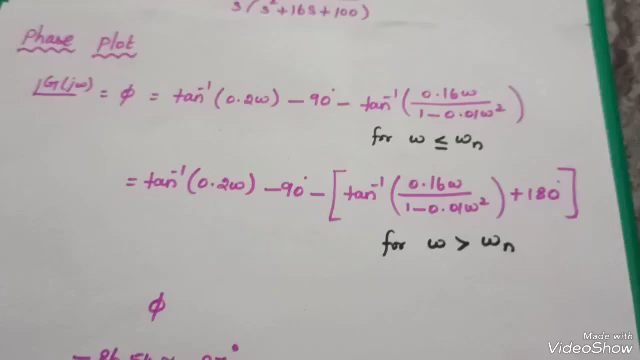 s(s²+16s+100)
Phase Plot
∠G(jω) = φ = tan⁻¹(0.2ω) − 90° − tan⁻¹(0.16ω / 1 − 0.01ω²)
for ω ≤ ωn
= tan⁻¹(0.2ω) − 90° − [tan⁻¹(0.16ω / 1 − 0.01ω²) + 180°]
for ω > ωn
φ
Made with
VideoShow